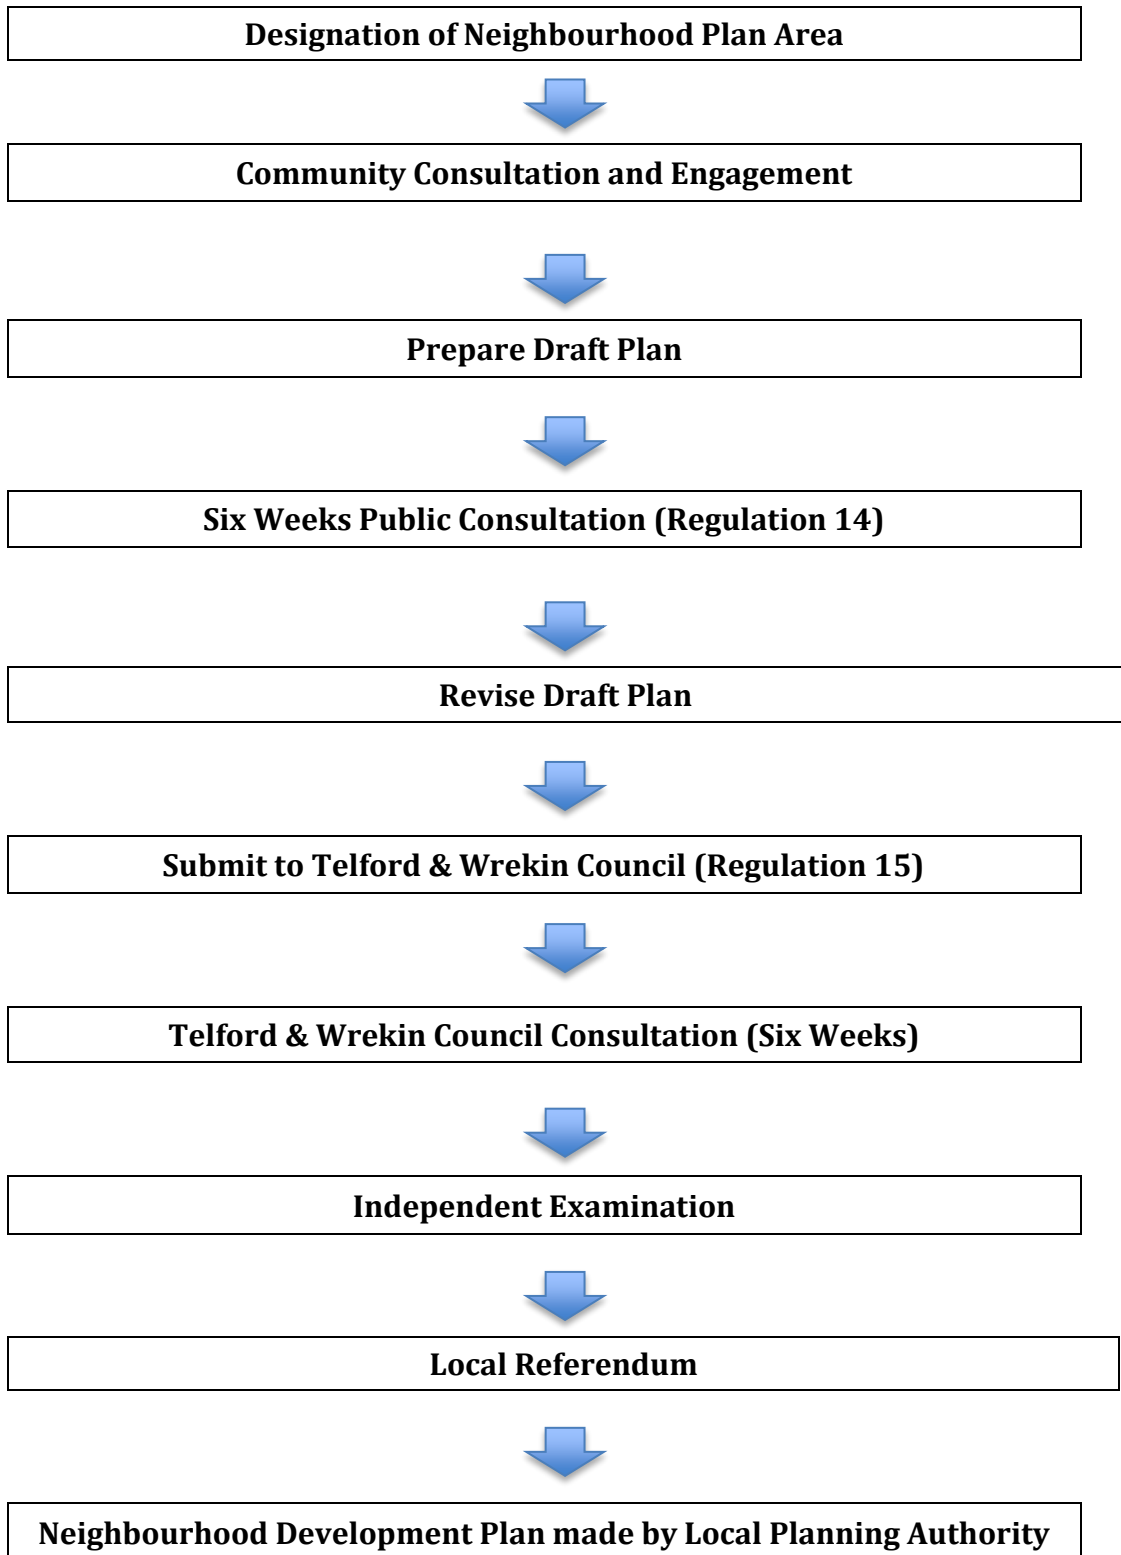 Designation of Neighbourhood Plan Area
Community Consultation and Engagement
Prepare Draft Plan
Six Weeks Public Consultation (Regulation 14)
Revise Draft Plan
Submit to Telford & Wrekin Council (Regulation 15)
Telford & Wrekin Council Consultation (Six Weeks)
Independent Examination
Local Referendum
Neighbourhood Development Plan made by Local Planning Authority